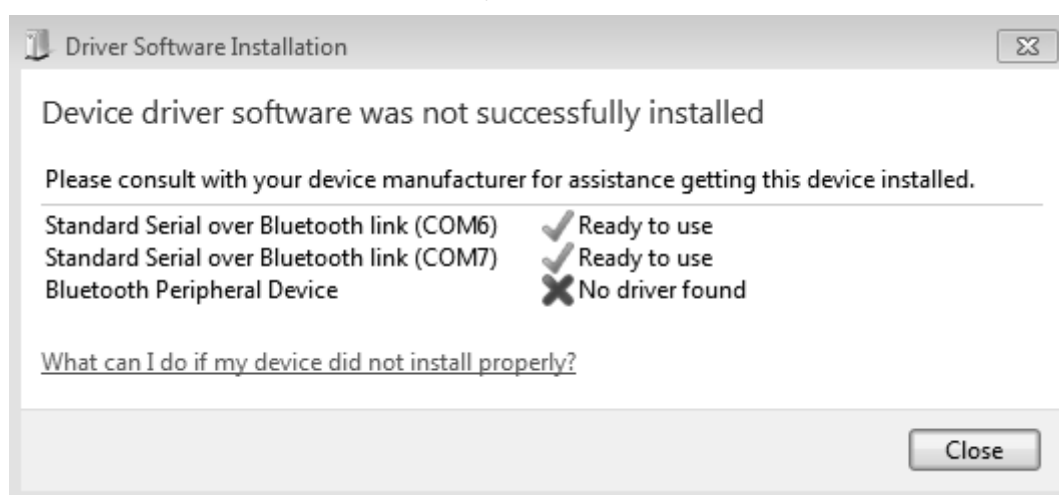 Driver Software Installation
Device driver software was not successfully installed
Please consult with your device manufacturer for assistance getting this device installed.
Standard Serial over Bluetooth link (COM6) Ready to use
Standard Serial over Bluetooth link (COM7) Ready to use
Bluetooth Peripheral Device No driver found
What can I do if my device did not install properly?
Close